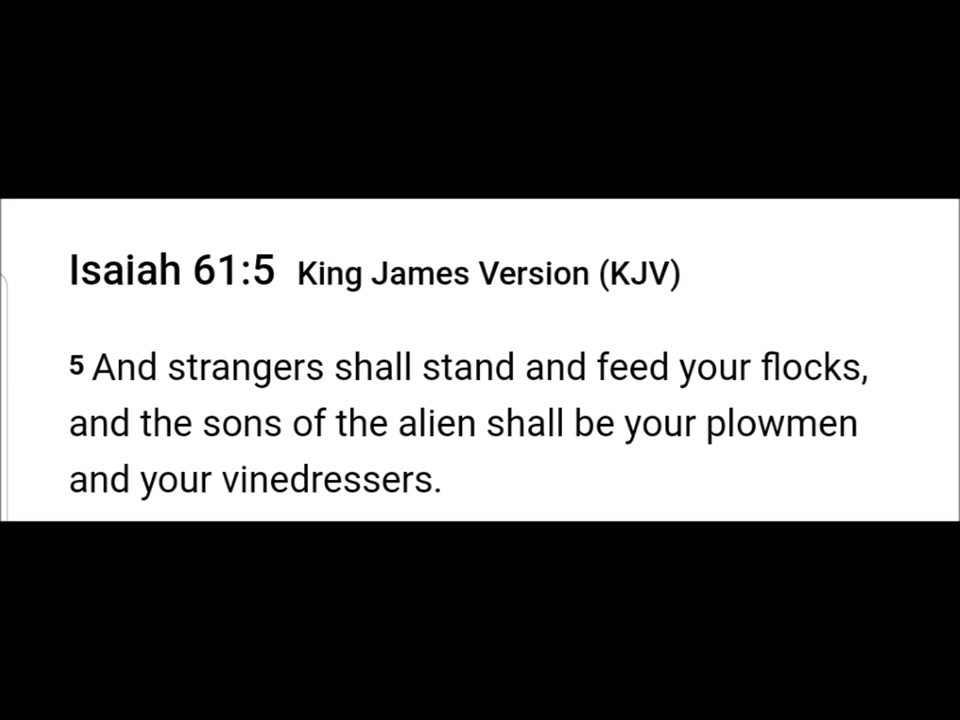 Isaiah 61:5 King James Version (KJV)
5 And strangers shall stand and feed your flocks,
and the sons of the alien shall be your plowmen
and your vinedressers.